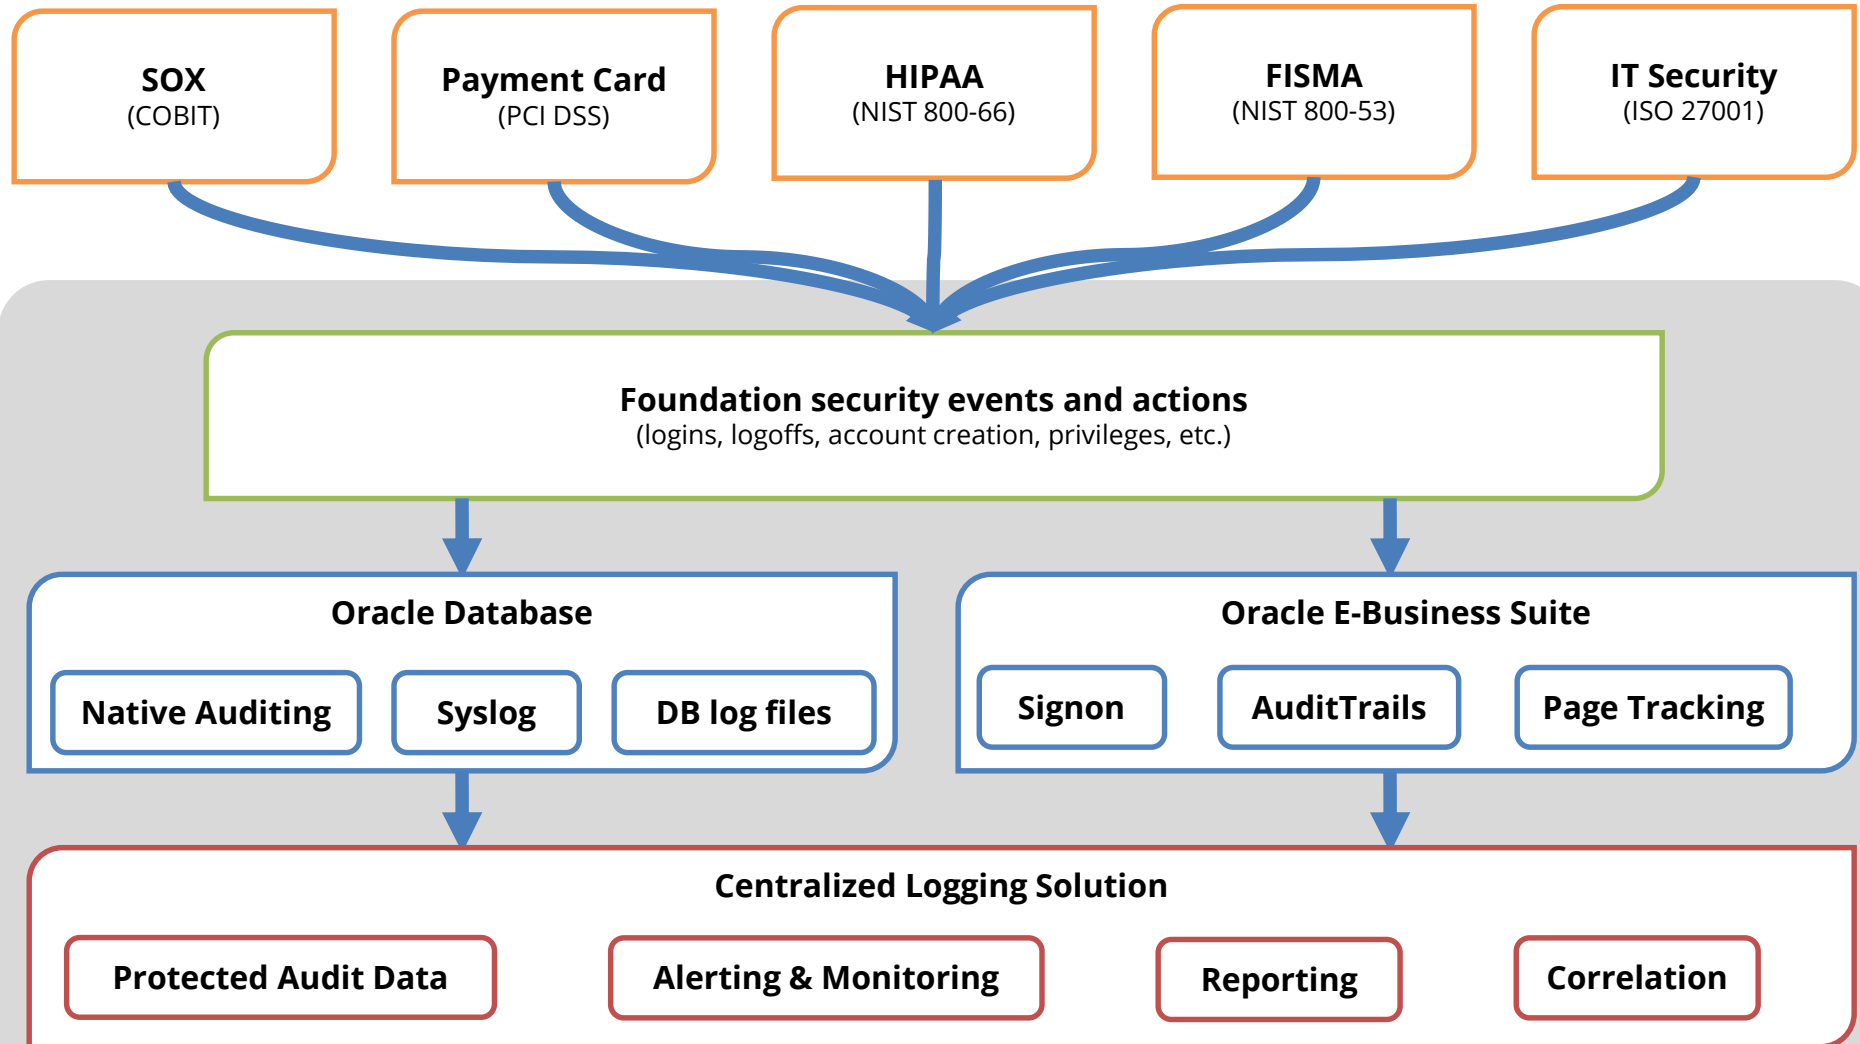 SOX
(COBIT)
Payment Card
(PCI DSS)
HIPAA
(NIST 800-66)
FISMA
(NIST 800-53)
IT Security
(ISO 27001)
Foundation security events and actions
(logins, logoffs, account creation, privileges, etc.)
Oracle Database
Native Auditing
Syslog
DB log files
Oracle E-Business Suite
Signon
AuditTrails
Page Tracking
Centralized Logging Solution
Protected Audit Data
Alerting & Monitoring
Reporting
Correlation